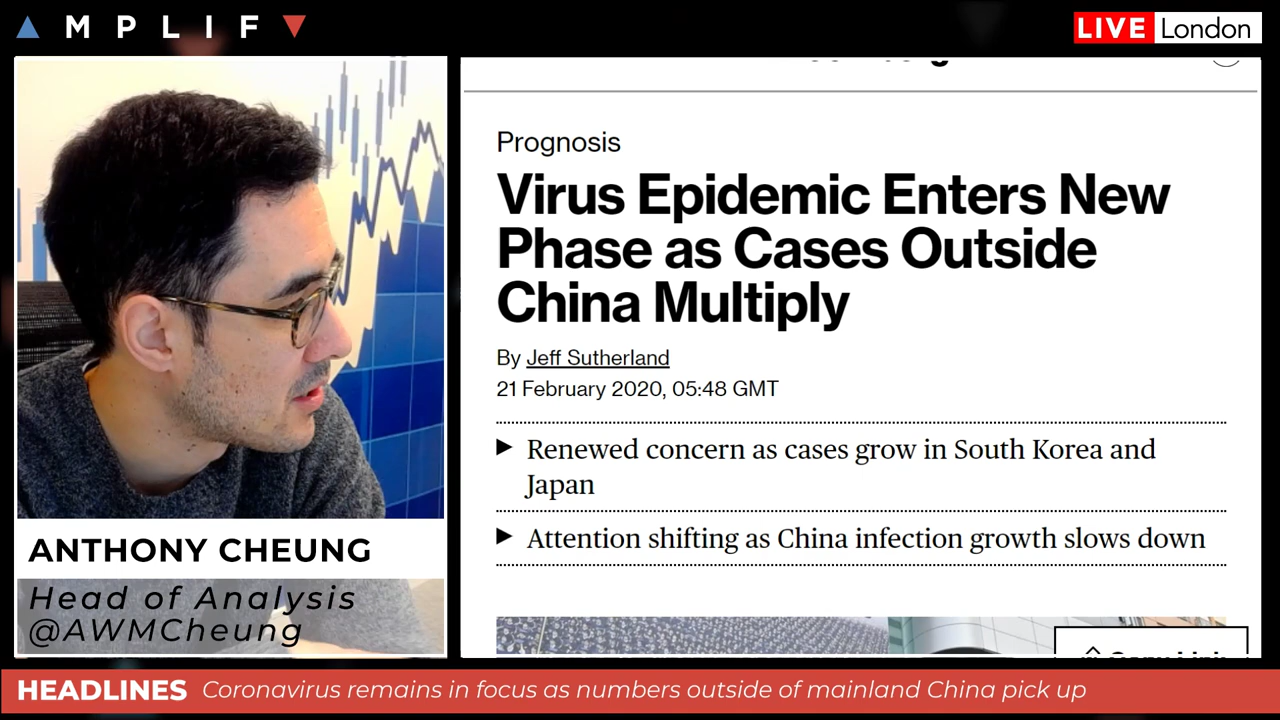 AMPLIFY
LIVE London
ANTHONY CHEUNG
Head of Analysis
@AWMCheung
Prognosis
Virus Epidemic Enters New
Phase as Cases Outside
China Multiply
By Jeff Sutherland
21 February 2020, 05:48 GMT
Renewed concern as cases grow in South Korea and
Japan
Attention shifting as China infection growth slows down
HEADLINES Coronavirus remains in focus as numbers outside of mainland China pick up